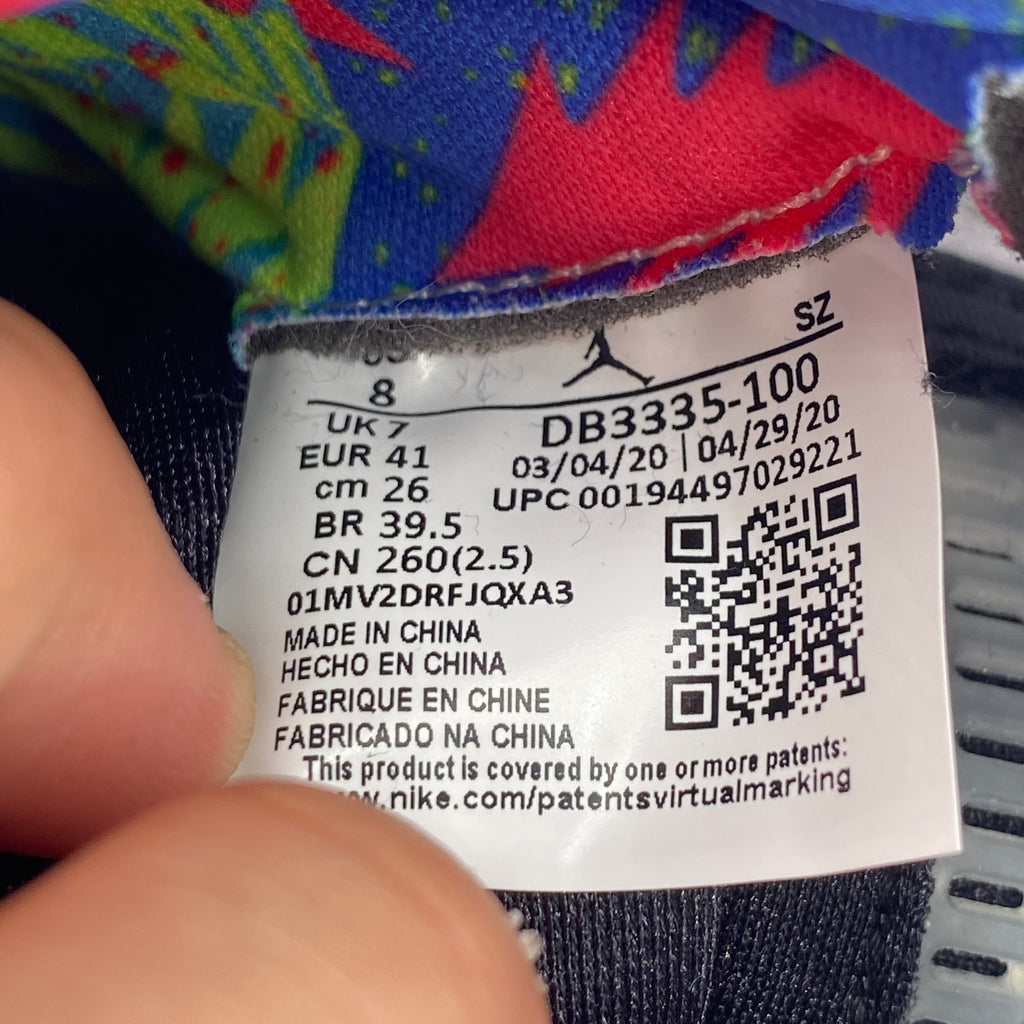 SZ
8
UK 7
EUR 41
cm 26
BR 39.5
CN 260(2.5)
DB3335-100
03/04/20 | 04/29/20
UPC 00194497029221
01MV2DRFJQXA3
MADE IN CHINA
HECHO EN CHINA
FABRIQUE EN CHINE
FABRICADO NA CHINA
This product is covered by one or more patents:
.nike.com/patentsvirtualmarking